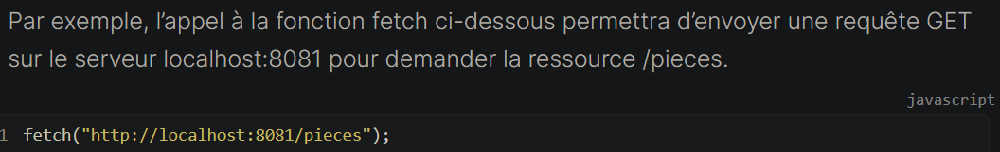 Par exemple, l’appel à la fonction fetch ci-dessous permettra d’envoyer une requête GET
sur le serveur localhost:8081 pour demander la ressource /pieces.
javascript
1 fetch("http://localhost:8081/pieces");